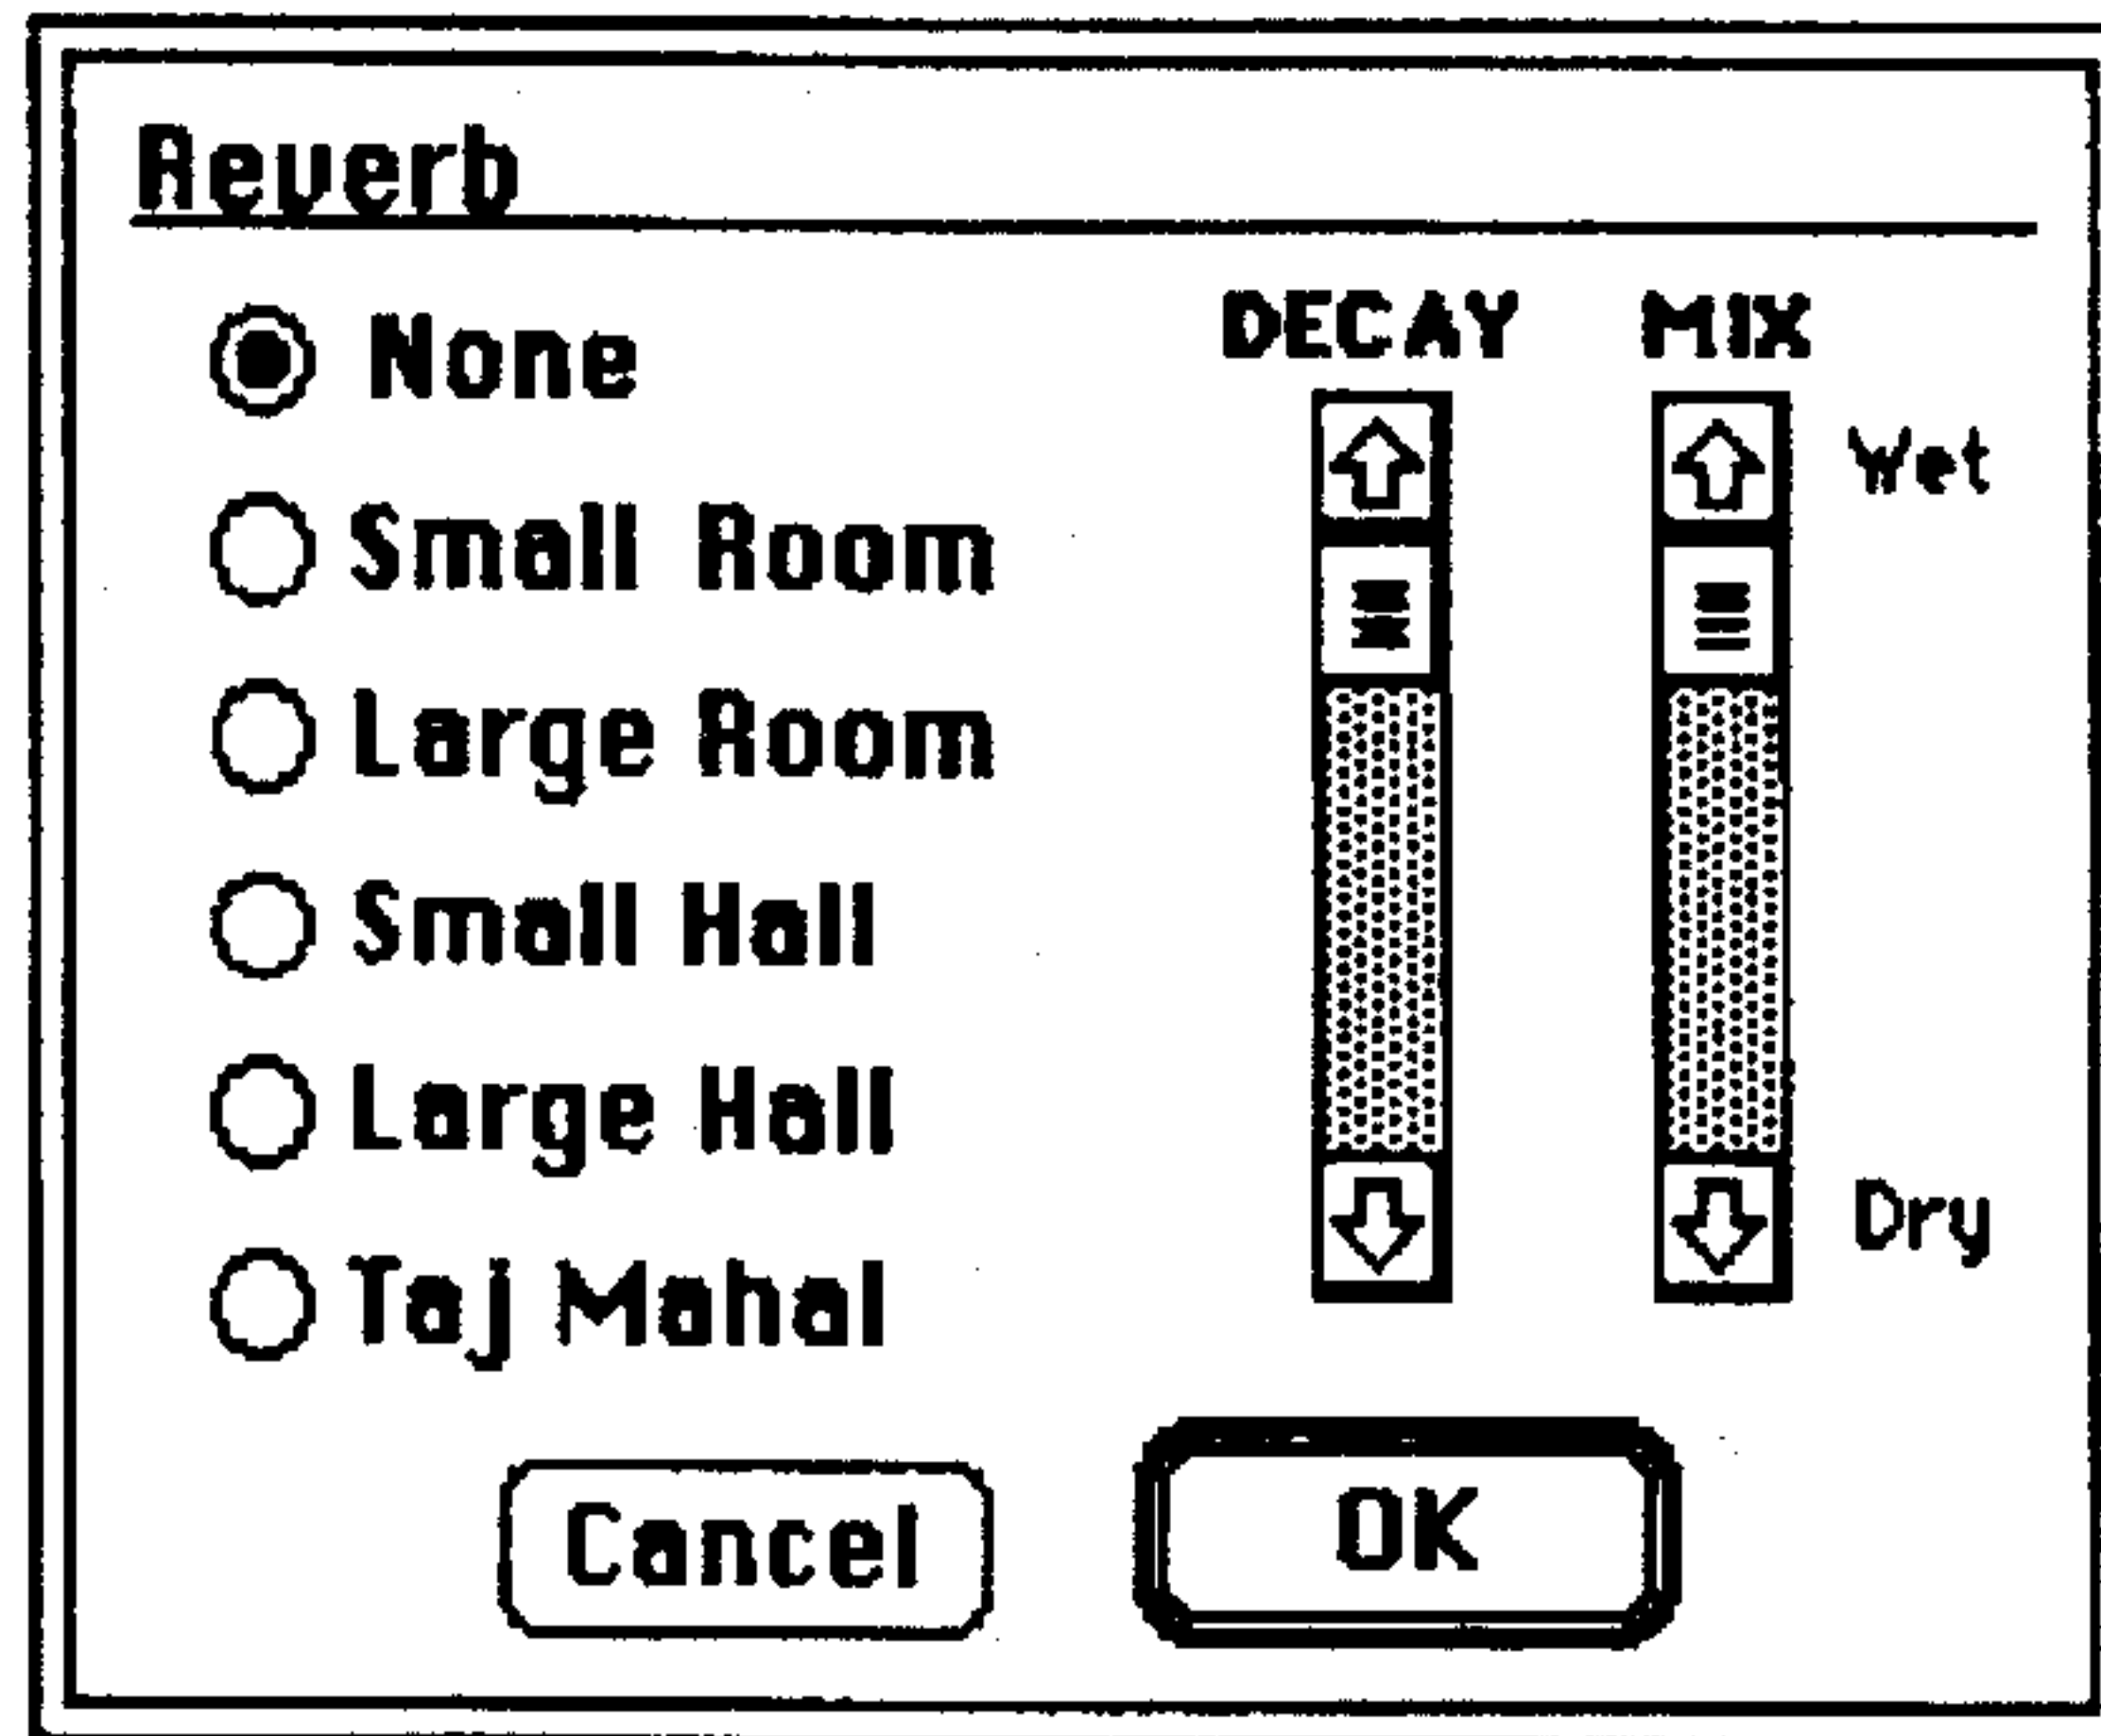 Reverb
None
Small Room
Large Room
Small Hall
Large Hall
Taj Mahal
DECAY MIX
Wet
Dry
Cancel OK